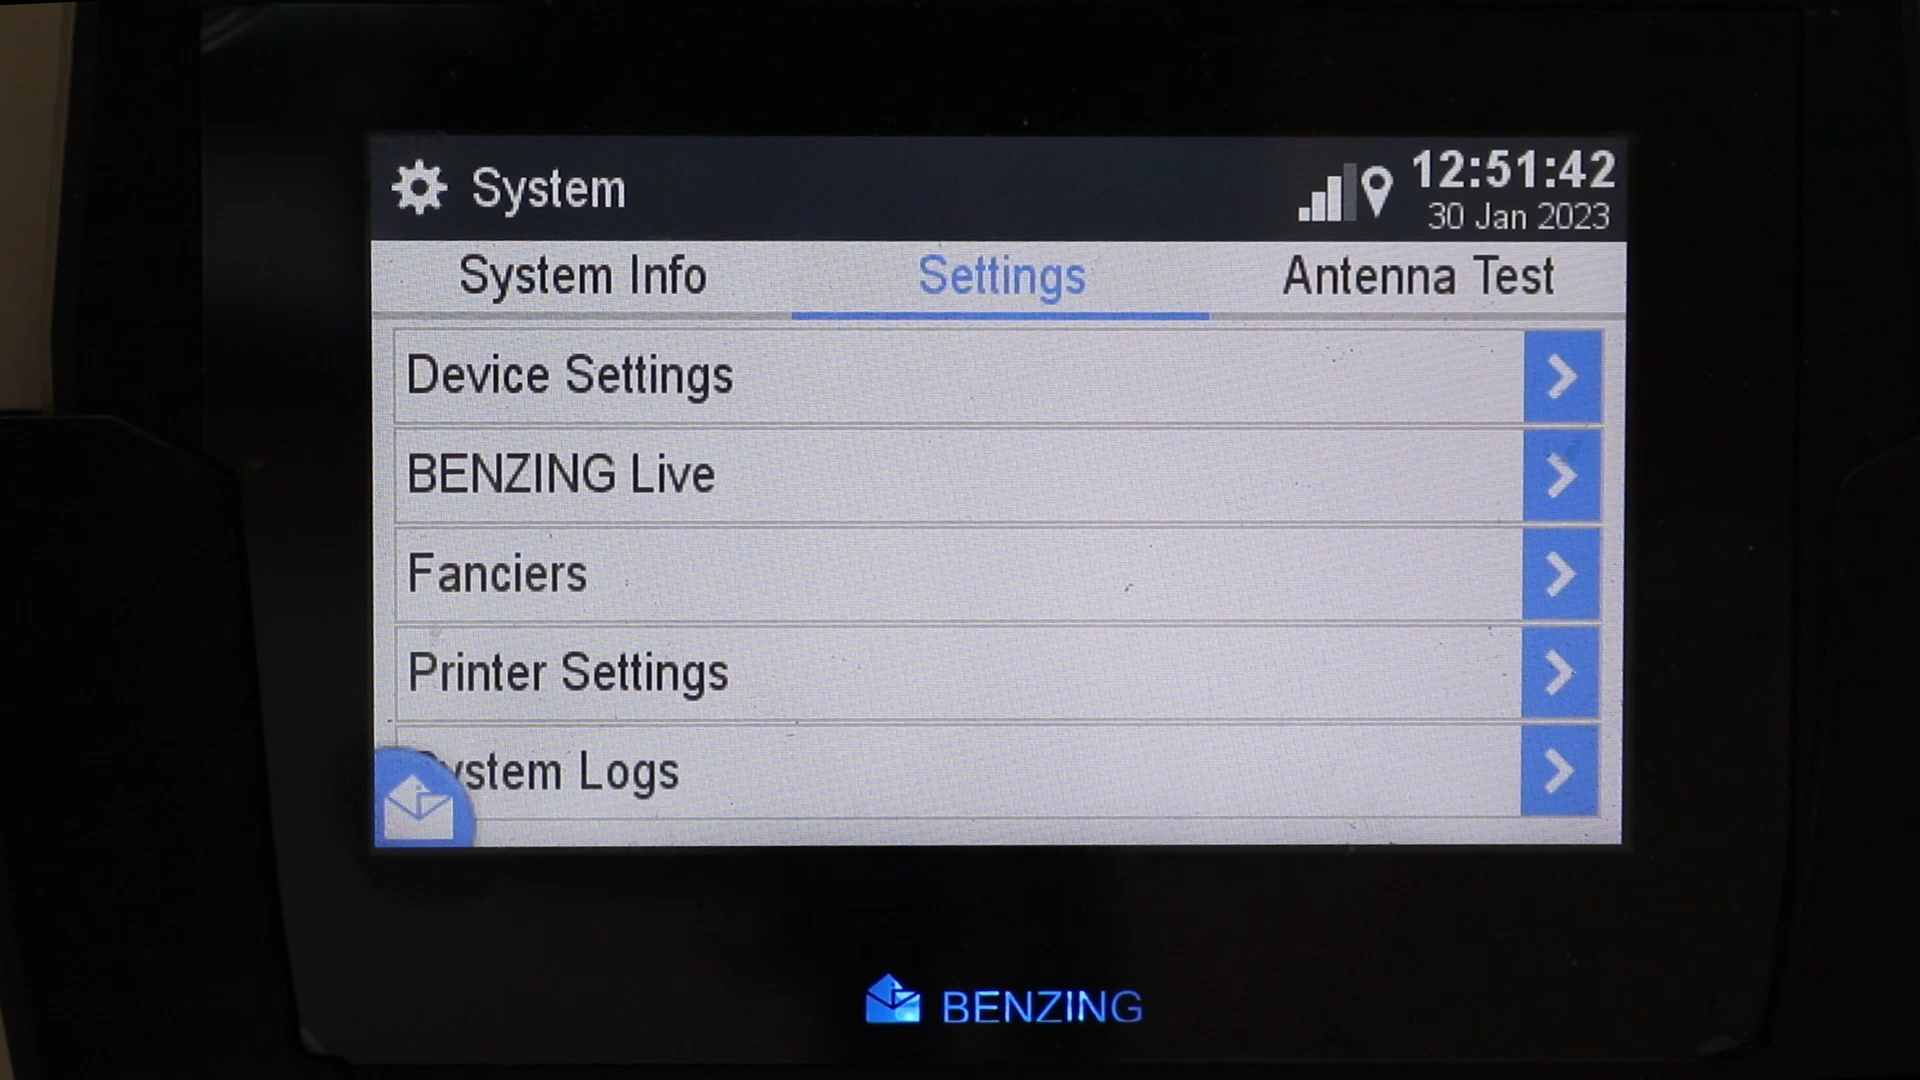 System
12:51:42
30 Jan 2023
System Info
Settings
Antenna Test
Device Settings
BENZING Live
Fanciers
Printer Settings
System Logs
BENZING